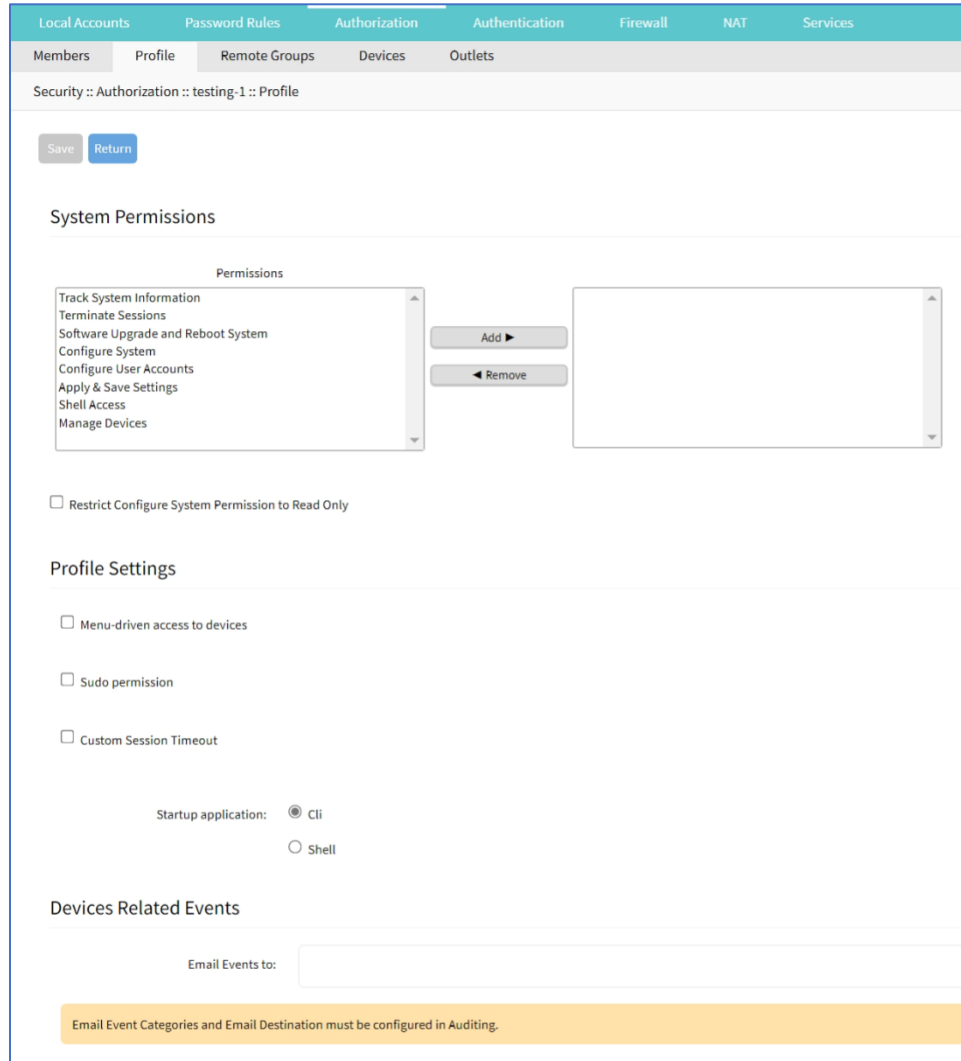 Local Accounts Password Rules Authorization Authentication Firewall NAT Services
Members Profile Remote Groups Devices Outlets
Security :: Authorization :: testing-1 :: Profile
Save Return
System Permissions
Permissions
Track System Information
Terminate Sessions
Software Upgrade and Reboot System
Configure System
Configure User Accounts
Apply & Save Settings
Shell Access
Manage Devices
Add ►
◄ Remove
Restrict Configure System Permission to Read Only
Profile Settings
Menu-driven access to devices
Sudo permission
Custom Session Timeout
Startup application: Cli
Shell
Devices Related Events
Email Events to:
Email Event Categories and Email Destination must be configured in Auditing.